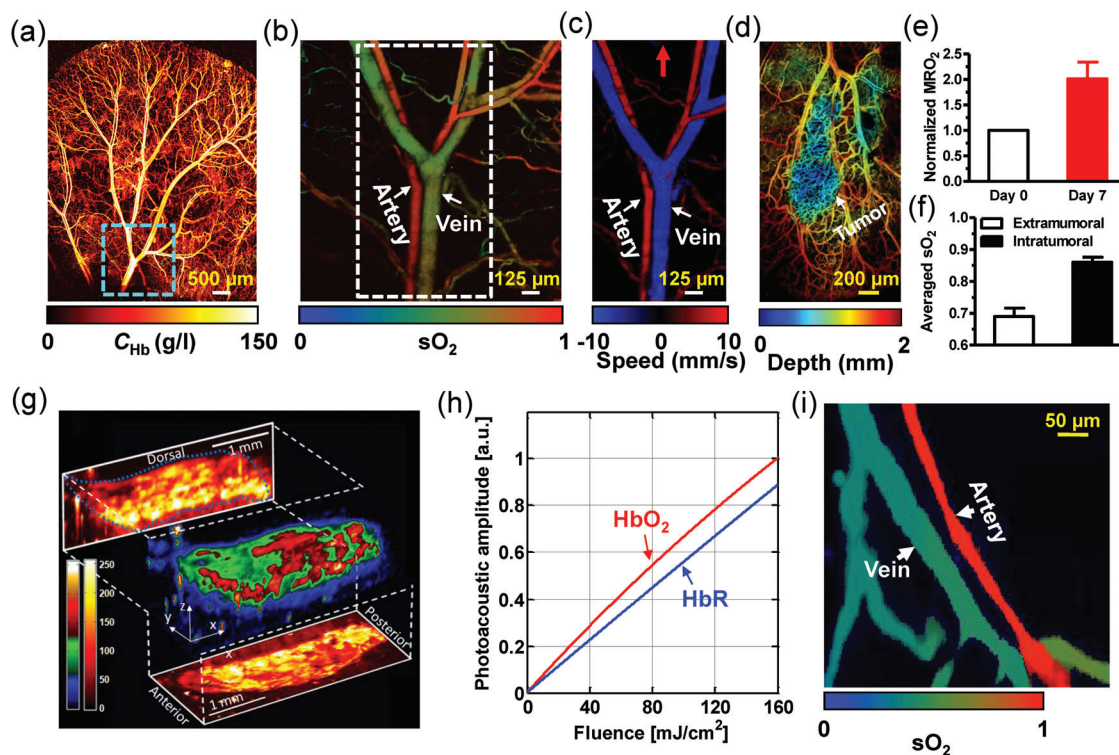 (a)
500 µm
0
150
C_Hb (g/l)
(b)
Artery
Vein
125 µm
0
1
sO₂
(c)
Artery
Vein
125 µm
-10
0
10
Speed (mm/s)
(d)
Tumor
200 µm
0
2
Depth (mm)
(e)
Normalized MRO₂
2.5
2.0
1.5
1.0
0.5
0.0
Day 0
Day 7
(f)
Averaged sO₂
1.0
0.9
0.8
0.7
0.6
Extramumoral
Intratumoral
(g)
Dorsal
1 mm
250
200
150
100
50
0
z
y
x
x
Anterior
Posterior
1 mm
(h)
Photoacoustic amplitude [a.u.]
1
0.8
0.6
0.4
0.2
0
HbO₂
HbR
0
40
80
120
160
Fluence [mJ/cm²]
(i)
50 µm
Artery
Vein
0
1
sO₂